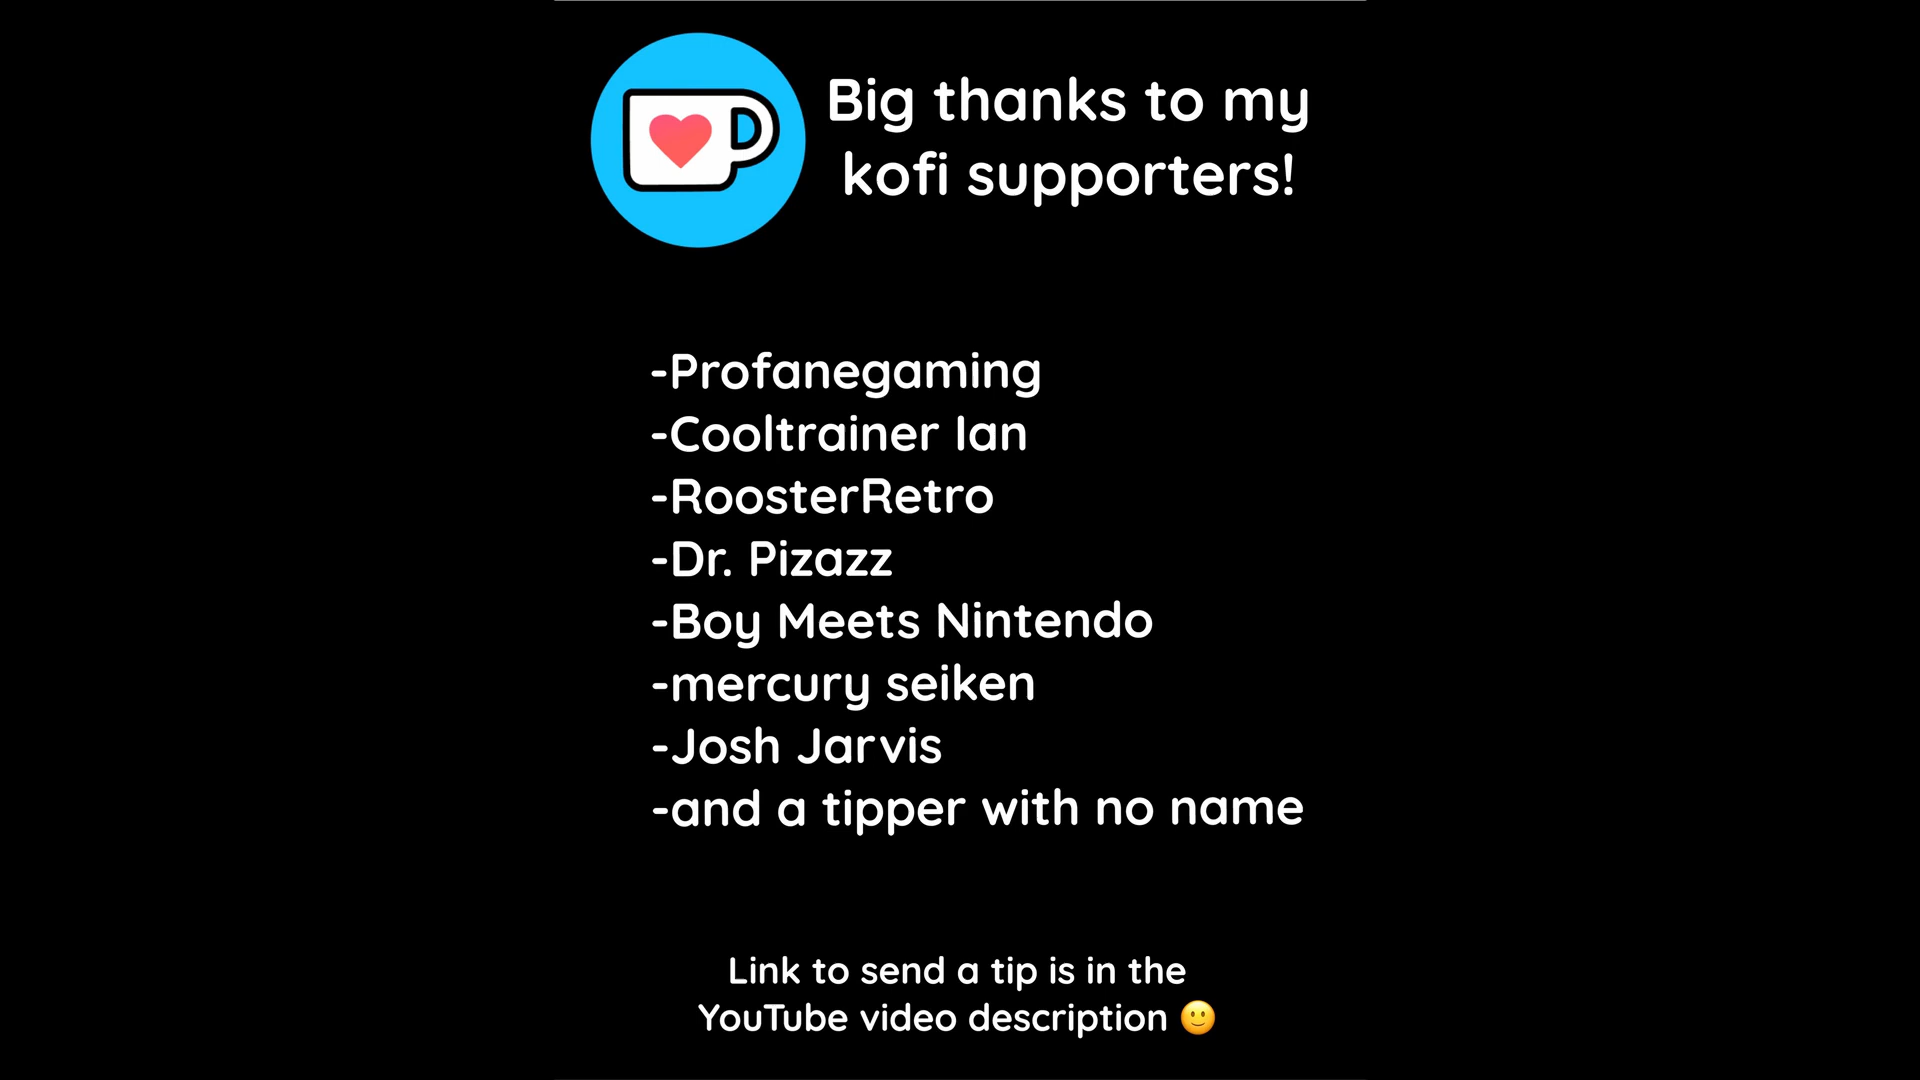 Big thanks to my
kofi supporters!
-Profanegaming
-Cooltrainer Ian
-RoosterRetro
-Dr. Pizazz
-Boy Meets Nintendo
-mercury seiken
-Josh Jarvis
-and a tipper with no name
Link to send a tip is in the
YouTube video description 🙂